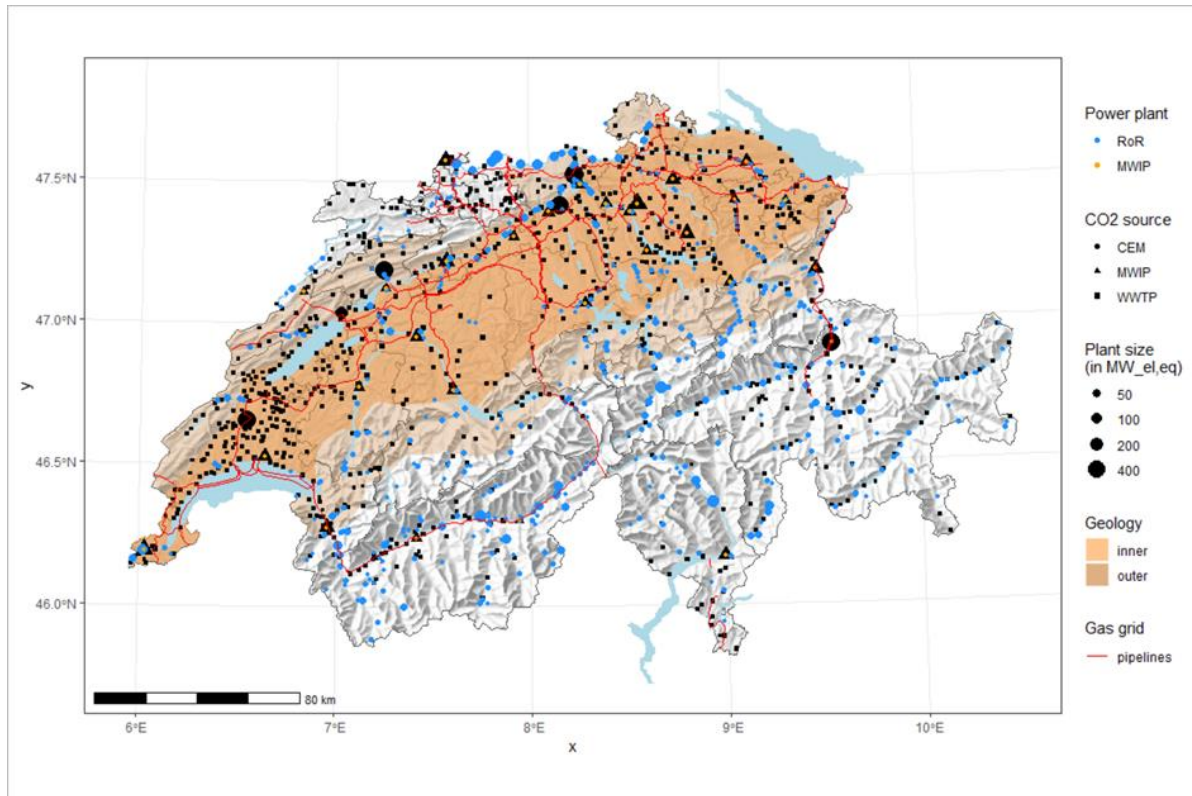 Power plant
RoR
MWIP
CO2 source
CEM
MWIP
WWTP
Plant size
(in MW_el,eq)
50
100
200
400
Geology
inner
outer
Gas grid
pipelines
47.5°N
47.0°N
46.5°N
46.0°N
y
80 km
6°E
7°E
8°E
9°E
10°E
x